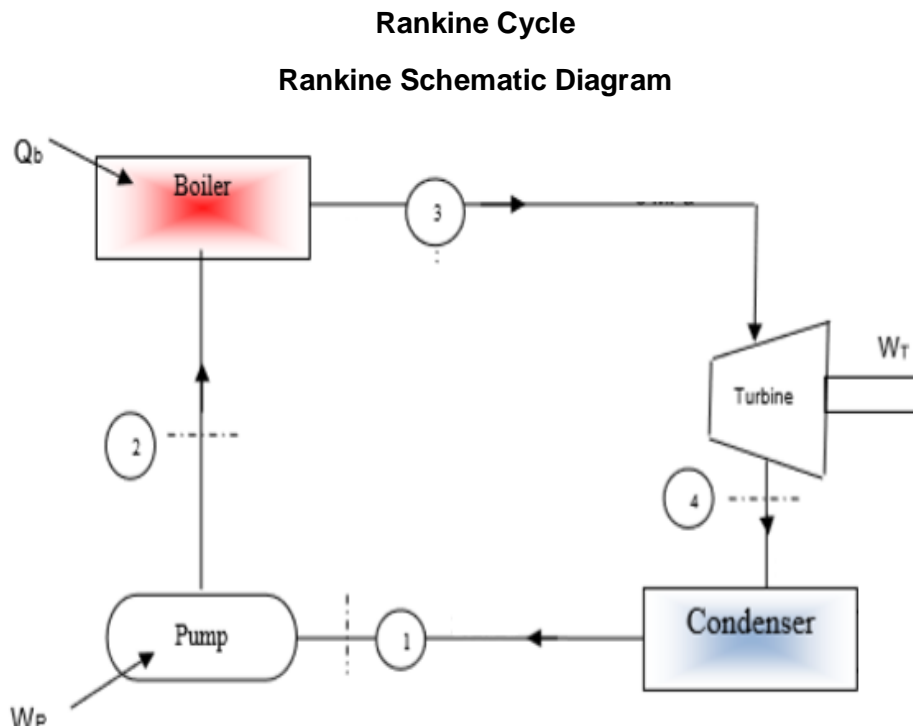 Rankine Cycle
Rankine Schematic Diagram
Qb
Boiler
3
WT
Turbine
2
4
Pump
1
Condenser
WP